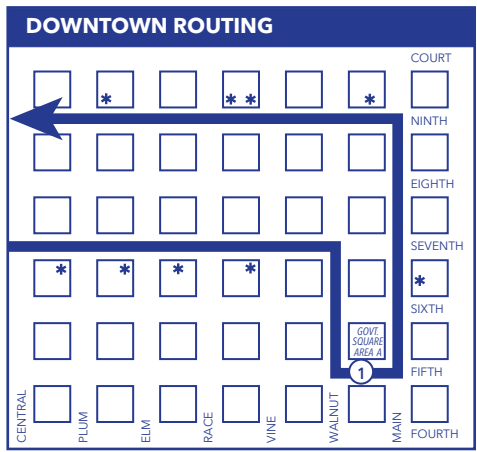 DOWNTOWN ROUTING
COURT
* * * *
NINTH
EIGHTH
SEVENTH
* * * * *
SIXTH
GOVT.
SQUARE
AREA A
1
FIFTH
CENTRAL
PLUM
ELM
RACE
VINE
WALNUT
MAIN
FOURTH